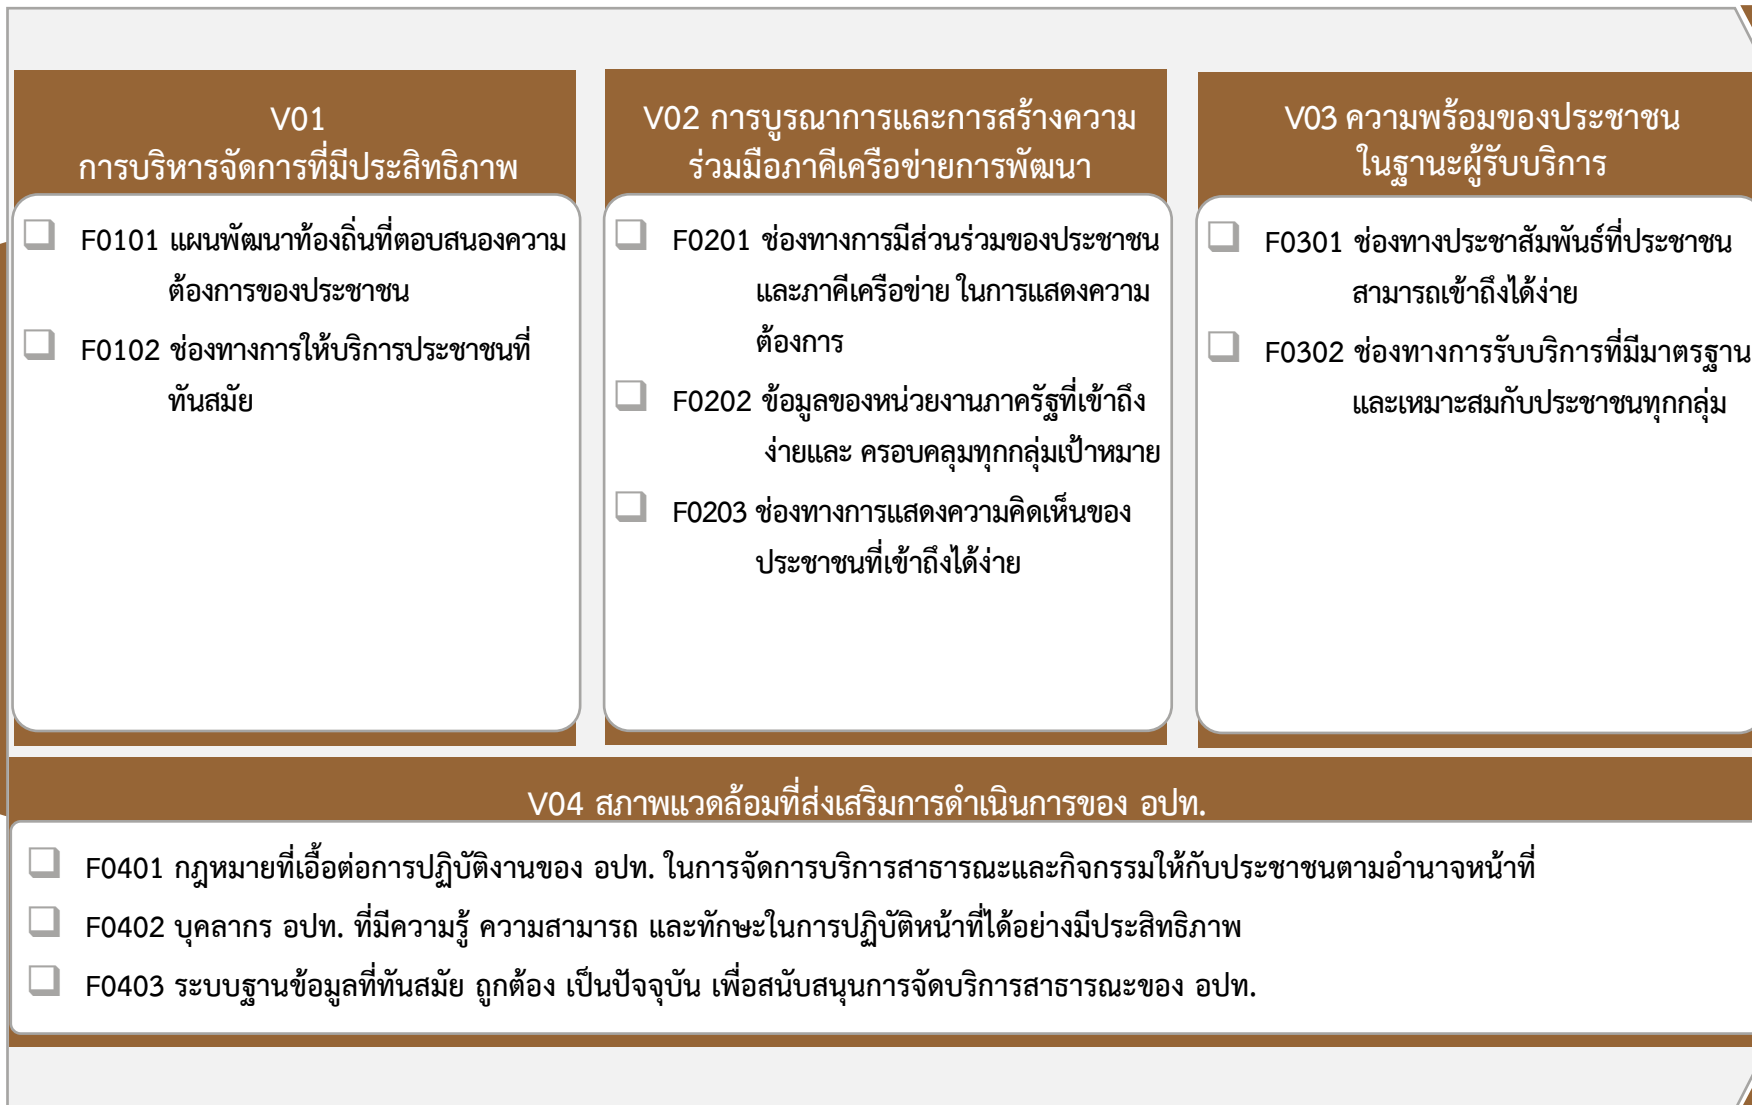 V01
การบริหารจัดการที่มีประสิทธิภาพ
F0101 แผนพัฒนาท้องถิ่นที่ตอบสนองความ
ต้องการของประชาชน
F0102 ช่องทางการให้บริการประชาชนที่
ทันสมัย
V02 การบูรณาการและการสร้างความ
ร่วมมือภาคีเครือข่ายการพัฒนา
F0201 ช่องทางการมีส่วนร่วมของประชาชน
และภาคีเครือข่าย ในการแสดงความ
ต้องการ
F0202 ข้อมูลของหน่วยงานภาครัฐที่เข้าถึง
ง่ายและ ครอบคลุมทุกกลุ่มเป้าหมาย
F0203 ช่องทางการแสดงความคิดเห็นของ
ประชาชนที่เข้าถึงได้ง่าย
V03 ความพร้อมของประชาชน
ในฐานะผู้รับบริการ
F0301 ช่องทางประชาสัมพันธ์ที่ประชาชน
สามารถเข้าถึงได้ง่าย
F0302 ช่องทางการรับบริการที่มีมาตรฐาน
และเหมาะสมกับประชาชนทุกกลุ่ม
V04 สภาพแวดล้อมที่ส่งเสริมการดำเนินการของ อปท.
F0401 กฎหมายที่เอื้อต่อการปฏิบัติงานของ อปท. ในการจัดการบริการสาธารณะและกิจกรรมให้กับประชาชนตามอำนาจหน้าที่
F0402 บุคลากร อปท. ที่มีความรู้ ความสามารถ และทักษะในการปฏิบัติหน้าที่ได้อย่างมีประสิทธิภาพ
F0403 ระบบฐานข้อมูลที่ทันสมัย ถูกต้อง เป็นปัจจุบัน เพื่อสนับสนุนการจัดบริการสาธารณะของ อปท.